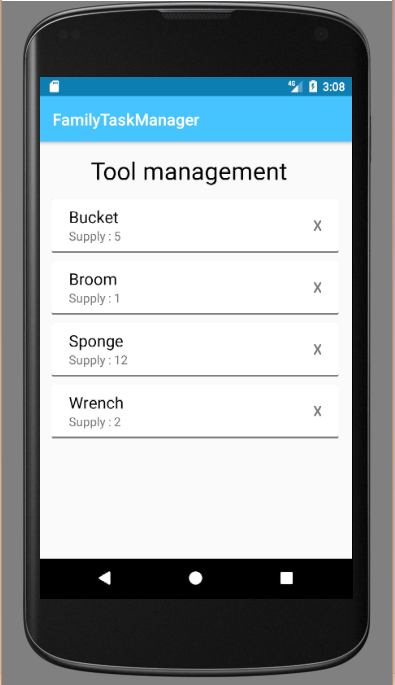 4G 3:08
FamilyTaskManager
Tool management
Bucket
Supply : 5
X
Broom
Supply : 1
X
Sponge
Supply : 12
X
Wrench
Supply : 2
X